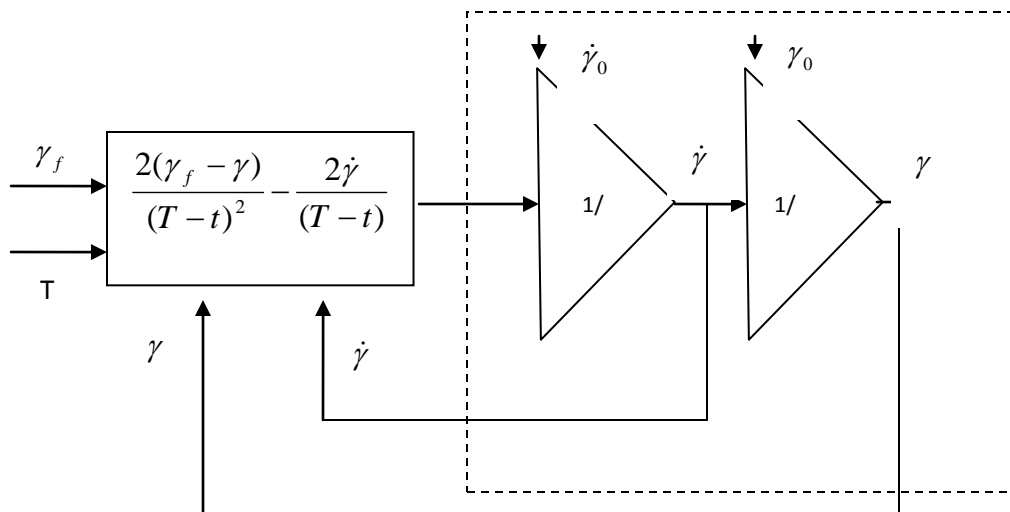 γ̇₀
γ₀
γ_f
2(γ_f − γ)/(T − t)² − 2γ̇/(T − t)
γ̇
γ
1/
1/
T
γ
γ̇